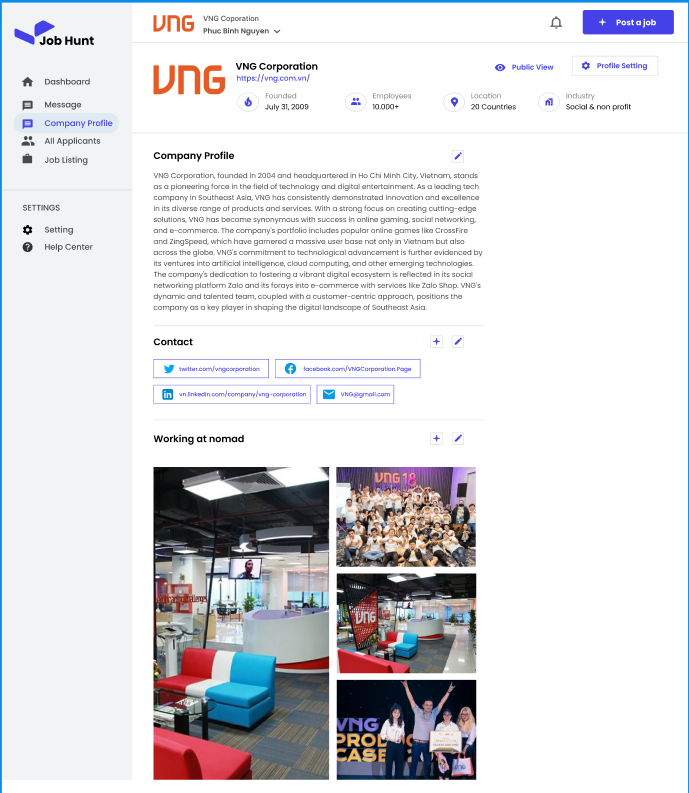 Job Hunt
VNG
VNG Coporation
Phuc Binh Nguyen
+ Post a job
Dashboard
Message
Company Profile
All Applicants
Job Listing
SETTINGS
Setting
Help Center
VNG
VNG Corporation
https://vng.com.vn/
Public View
Profile Setting
Founded
July 31, 2009
Employees
10.000+
Location
20 Countries
Industry
Social & non profit
Company Profile
VNG Corporation, founded in 2004 and headquartered in Ho Chi Minh City, Vietnam, stands
as a pioneering force in the field of technology and digital entertainment. As a leading tech
company in Southeast Asia, VNG has consistently demonstrated innovation and excellence
in its diverse range of products and services. With a strong focus on creating cutting-edge
solutions, VNG has become synonymous with success in online gaming, social networking,
and e-commerce. The company's portfolio includes popular online games like CrossFire
and ZingSpeed, which have garnered a massive user base not only in Vietnam but also
across the globe. VNG's commitment to technological advancement is further evidenced by
its ventures into artificial intelligence, cloud computing, and other emerging technologies.
The company's dedication to fostering a vibrant digital ecosystem is reflected in its social
networking platform Zalo and its forays into e-commerce with services like Zalo Shop. VNG's
dynamic and talented team, coupled with a customer-centric approach, positions the
company as a key player in shaping the digital landscape of Southeast Asia.
Contact
twitter.com/vngcorporation
facebook.com/VNGCorporation.Page
vn.linkedin.com/company/vng-corporation
VNG@gmail.com
Working at nomad
VNG 18
VNG
VNG
PROD
CASE